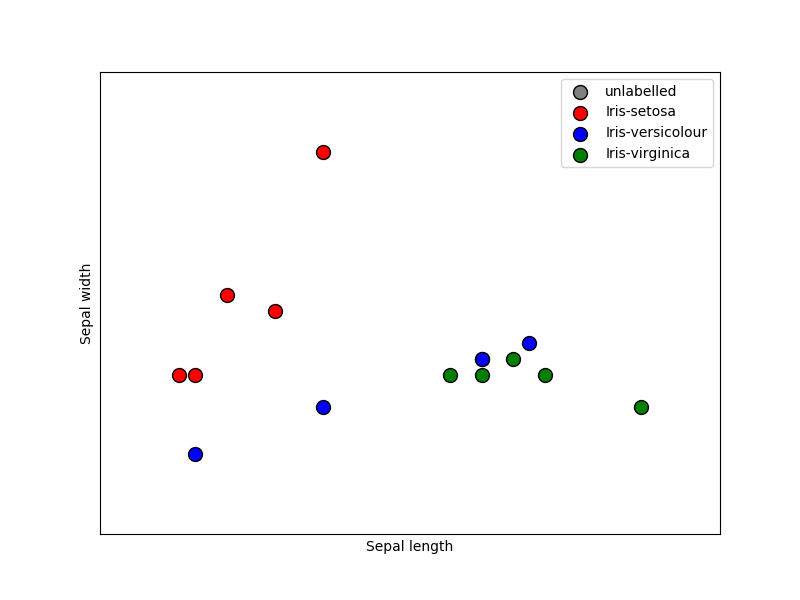 unlabelled
Iris-setosa
Iris-versicolour
Iris-virginica
Sepal width
Sepal length